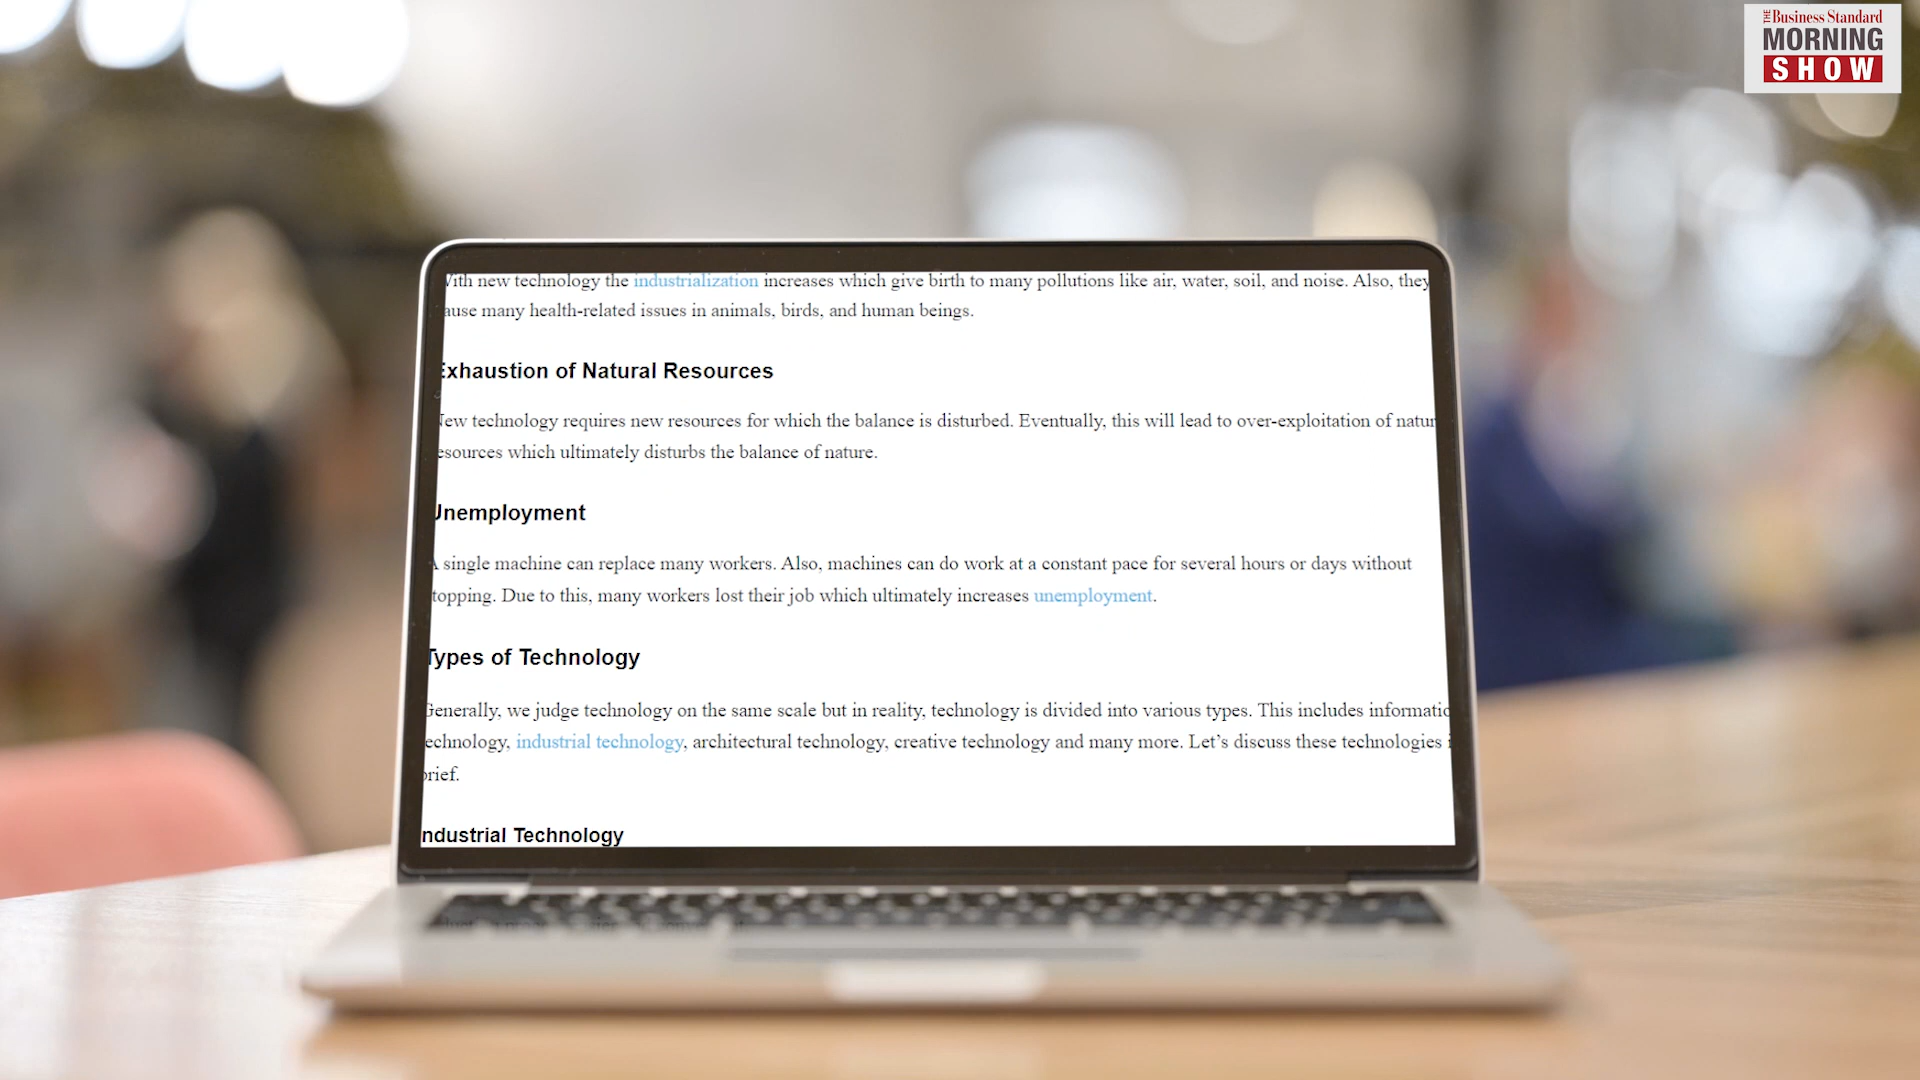 THE Business Standard
MORNING
SHOW
With new technology the industrialization increases which give birth to many pollutions like air, water, soil, and noise. Also, they
ause many health-related issues in animals, birds, and human beings.
Exhaustion of Natural Resources
New technology requires new resources for which the balance is disturbed. Eventually, this will lead to over-exploitation of natur
esources which ultimately disturbs the balance of nature.
Unemployment
A single machine can replace many workers. Also, machines can do work at a constant pace for several hours or days without
topping. Due to this, many workers lost their job which ultimately increases unemployment.
Types of Technology
Generally, we judge technology on the same scale but in reality, technology is divided into various types. This includes informatio
echnology, industrial technology, architectural technology, creative technology and many more. Let's discuss these technologies i
rief.
ndustrial Technology